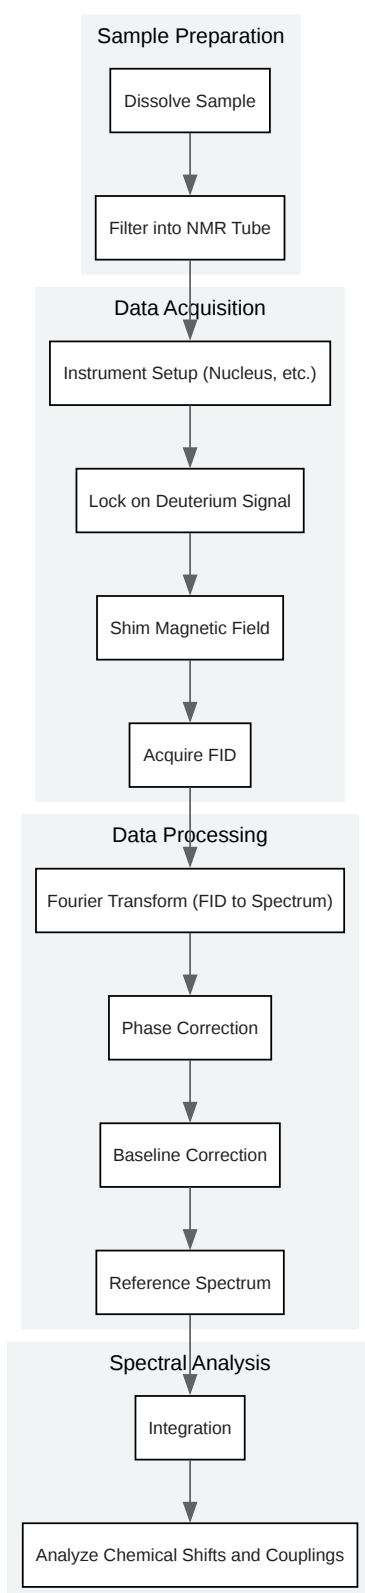 Sample Preparation
Dissolve Sample
Filter into NMR Tube
Data Acquisition
Instrument Setup (Nucleus, etc.)
Lock on Deuterium Signal
Shim Magnetic Field
Acquire FID
Data Processing
Fourier Transform (FID to Spectrum)
Phase Correction
Baseline Correction
Reference Spectrum
Spectral Analysis
Integration
Analyze Chemical Shifts and Couplings